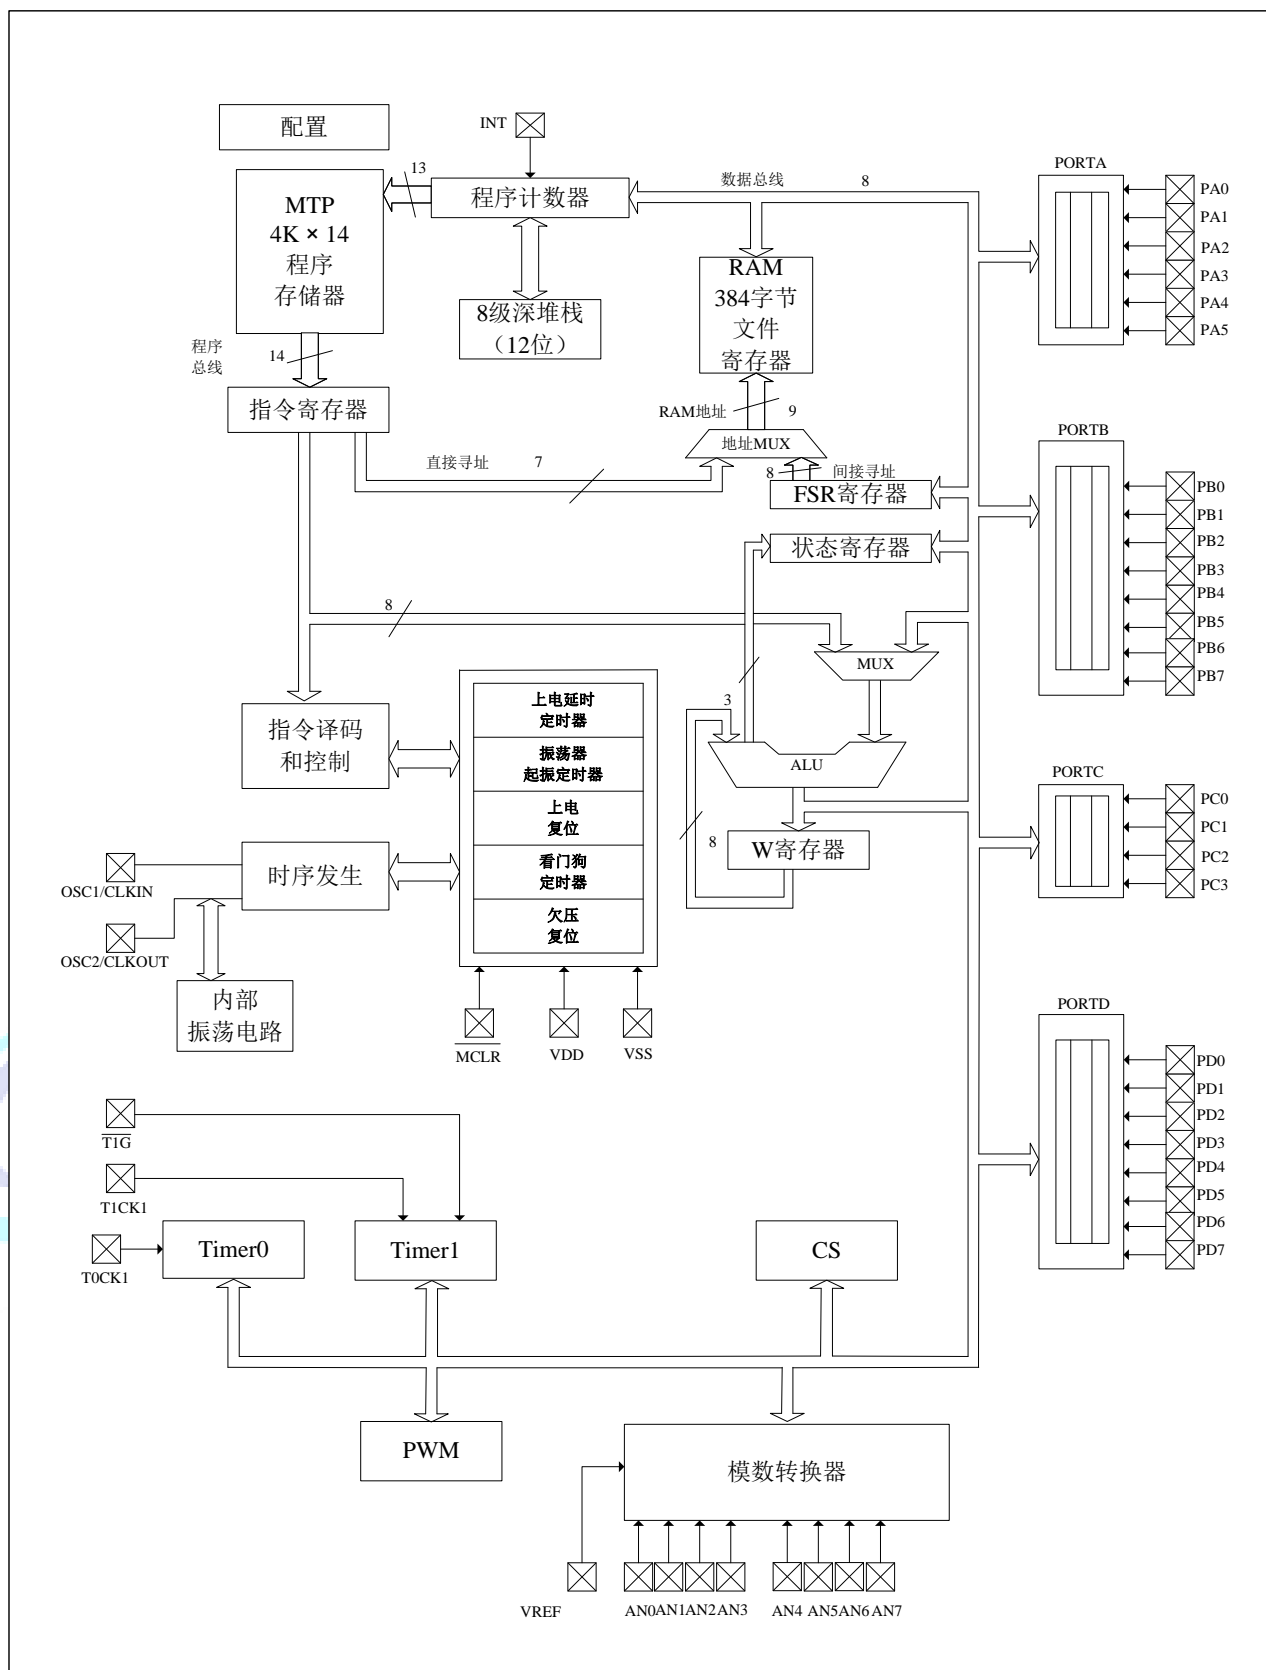 配置
INT
MTP
4K × 14
程序
存储器
13
程序计数器
数据总线
8
8级深堆栈
（12位）
RAM
384字节
文件
寄存器
程序
总线
14
指令寄存器
RAM地址
9
地址MUX
直接寻址
7
8
间接寻址
FSR寄存器
状态寄存器
8
MUX
3
ALU
8
W寄存器
指令译码
和控制
上电延时
定时器
振荡器
起振定时器
上电
复位
看门狗
定时器
欠压
复位
时序发生
OSC1/CLKIN
OSC2/CLKOUT
内部
振荡电路
MCLR
VDD
VSS
PORTA
PA0
PA1
PA2
PA3
PA4
PA5
PORTB
PB0
PB1
PB2
PB3
PB4
PB5
PB6
PB7
PORTC
PC0
PC1
PC2
PC3
PORTD
PD0
PD1
PD2
PD3
PD4
PD5
PD6
PD7
T1G
T1CK1
T0CK1
Timer0
Timer1
CS
PWM
模数转换器
VREF
AN0
AN1
AN2
AN3
AN4
AN5
AN6
AN7